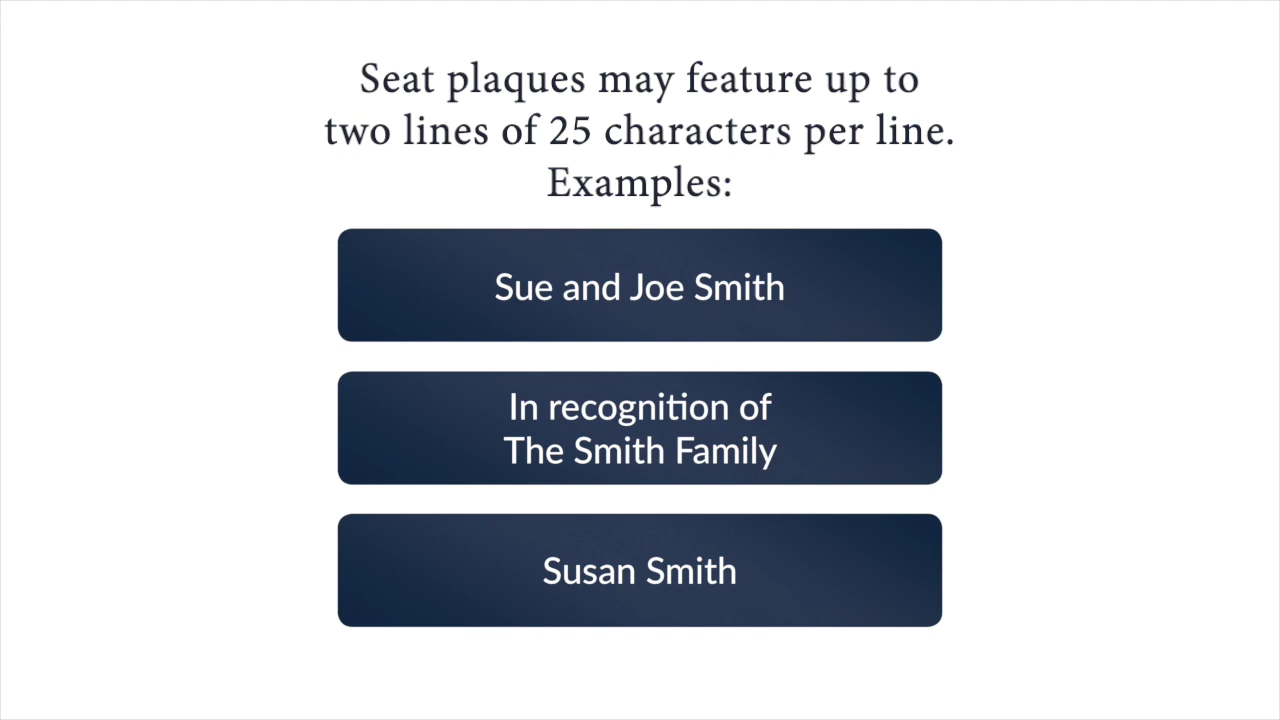 Seat plaques may feature up to
two lines of 25 characters per line.
Examples:
Sue and Joe Smith
In recognition of
The Smith Family
Susan Smith